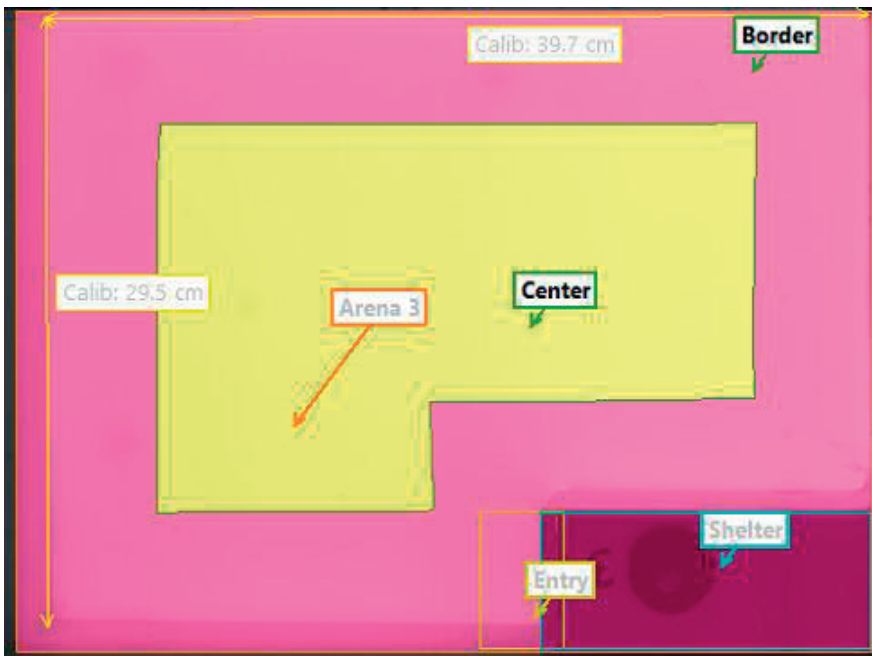 Border
Calib: 39.7 cm
Calib: 29.5 cm
Center
Arena 3
Shelter
Entry